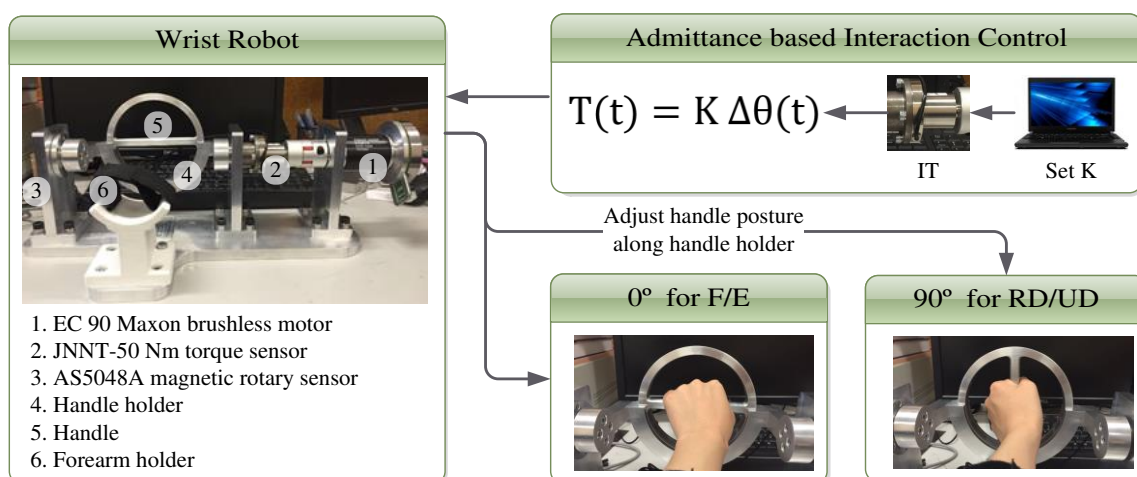 Wrist Robot
5
1
2
4
3
6
1. EC 90 Maxon brushless motor
2. JNNT-50 Nm torque sensor
3. AS5048A magnetic rotary sensor
4. Handle holder
5. Handle
6. Forearm holder
Admittance based Interaction Control
T(t) = K Δθ(t)
IT
Set K
Adjust handle posture
along handle holder
0º for F/E
90º for RD/UD